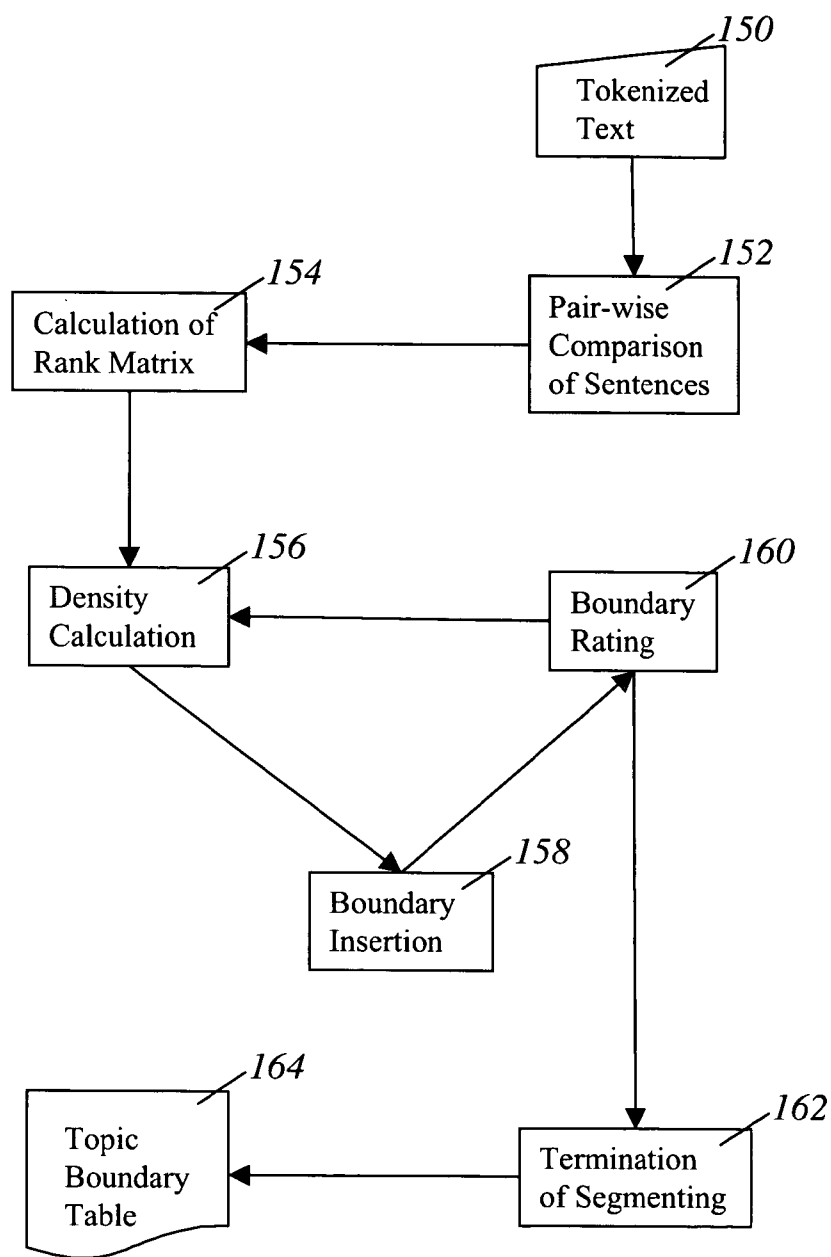 150
Tokenized
Text
152
Pair-wise
Comparison
of Sentences
154
Calculation of
Rank Matrix
156
Density
Calculation
160
Boundary
Rating
158
Boundary
Insertion
164
Topic
Boundary
Table
162
Termination
of Segmenting